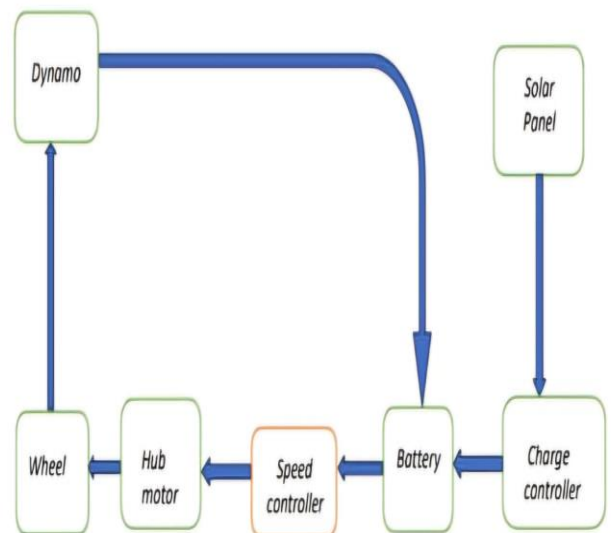 Dynamo
Solar
Panel
Wheel
Hub
motor
Speed
controller
Battery
Charge
controller